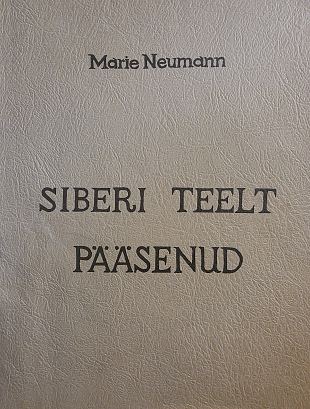 Marie Neumann
SIBERI TEELT
PÄÄSENUD